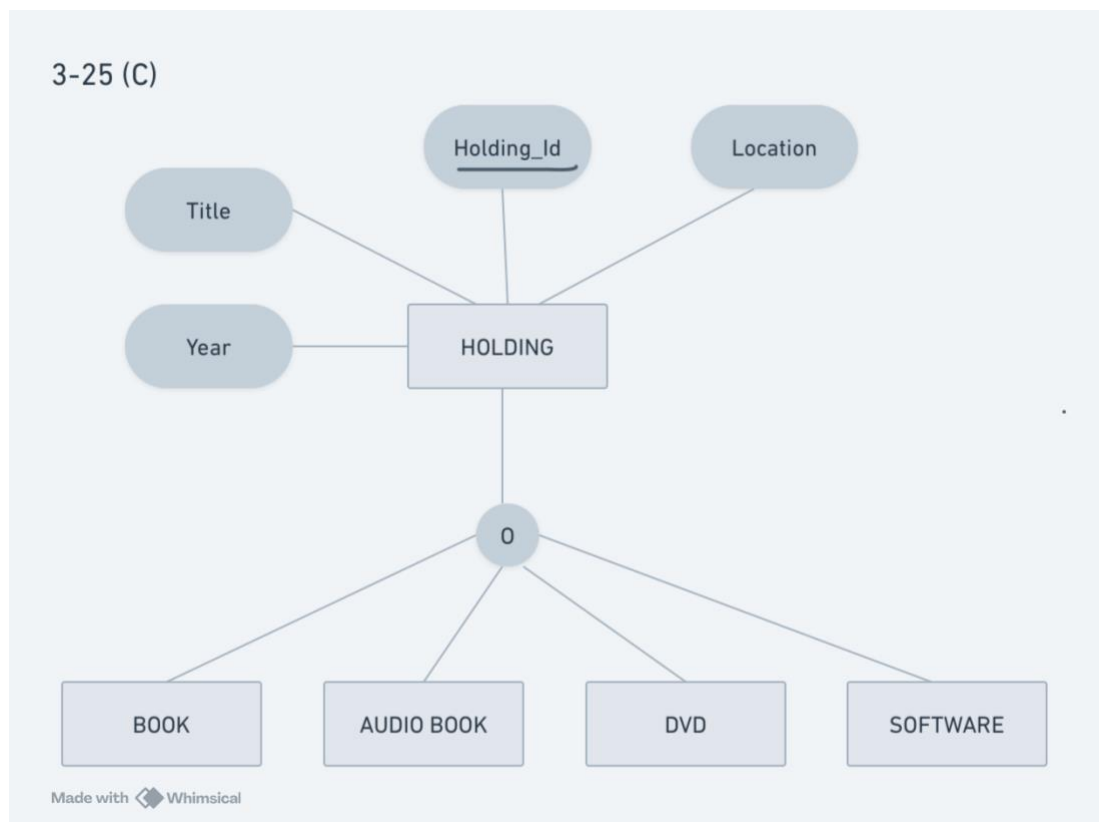 3-25 (C)
Holding_Id
Location
Title
Year
HOLDING
O
BOOK
AUDIO BOOK
DVD
SOFTWARE
Made with Whimsical